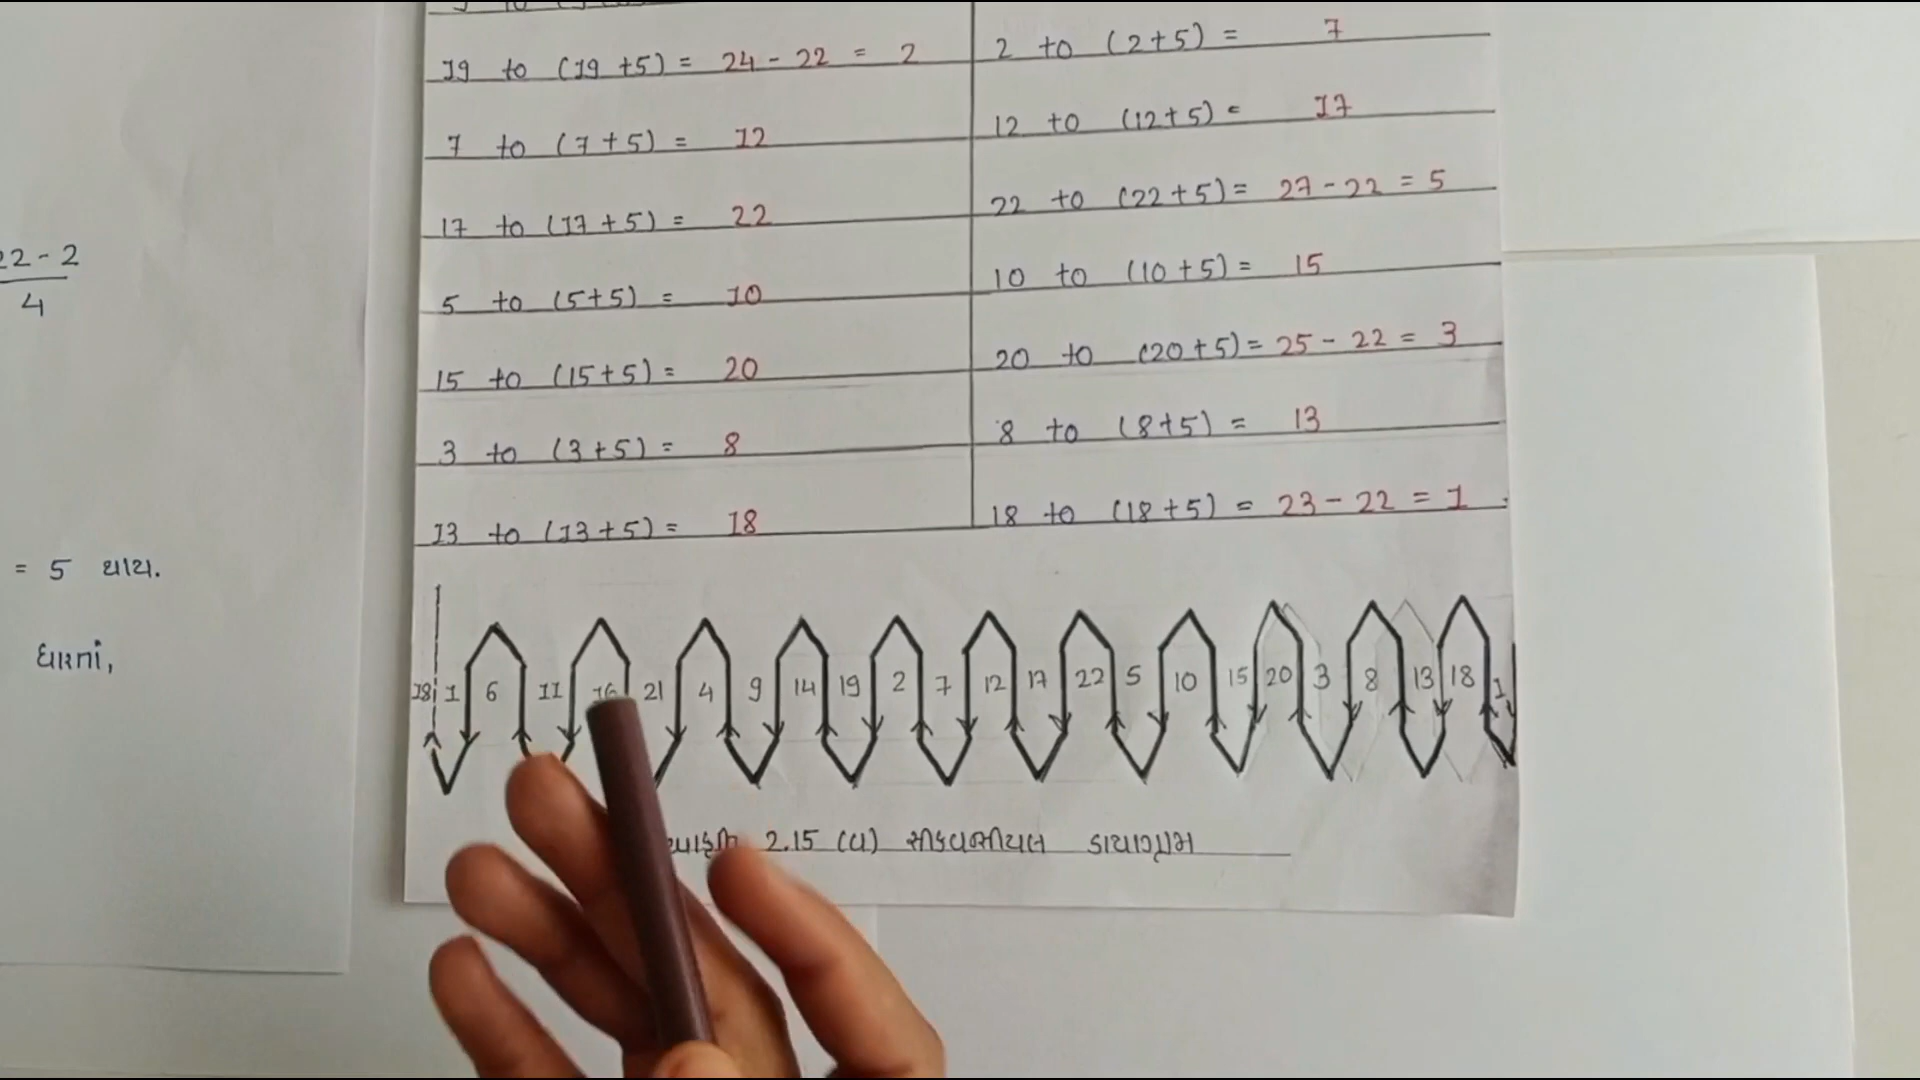 19 to (19+5) = 24 - 22 = 2
2 to (2+5) = 7
7 to (7+5) = 12
12 to (12+5) = 17
17 to (17+5) = 22
22 to (22+5) = 27 - 22 = 5
5 to (5+5) = 10
10 to (10+5) = 15
15 to (15+5) = 20
20 to (20+5) = 25 - 22 = 3
3 to (3+5) = 8
8 to (8+5) = 13
13 to (13+5) = 18
18 to (18+5) = 23 - 22 = 1
22 - 2
4
= 5 થાય.
ધારતાં,
18 1 6 11 16 21 4 9 14 19 2 7 12 17 22 5 10 15 20 3 8 13 18 1
2.15 (બ) સીકવન્સીયલ ડાયાગ્રામ